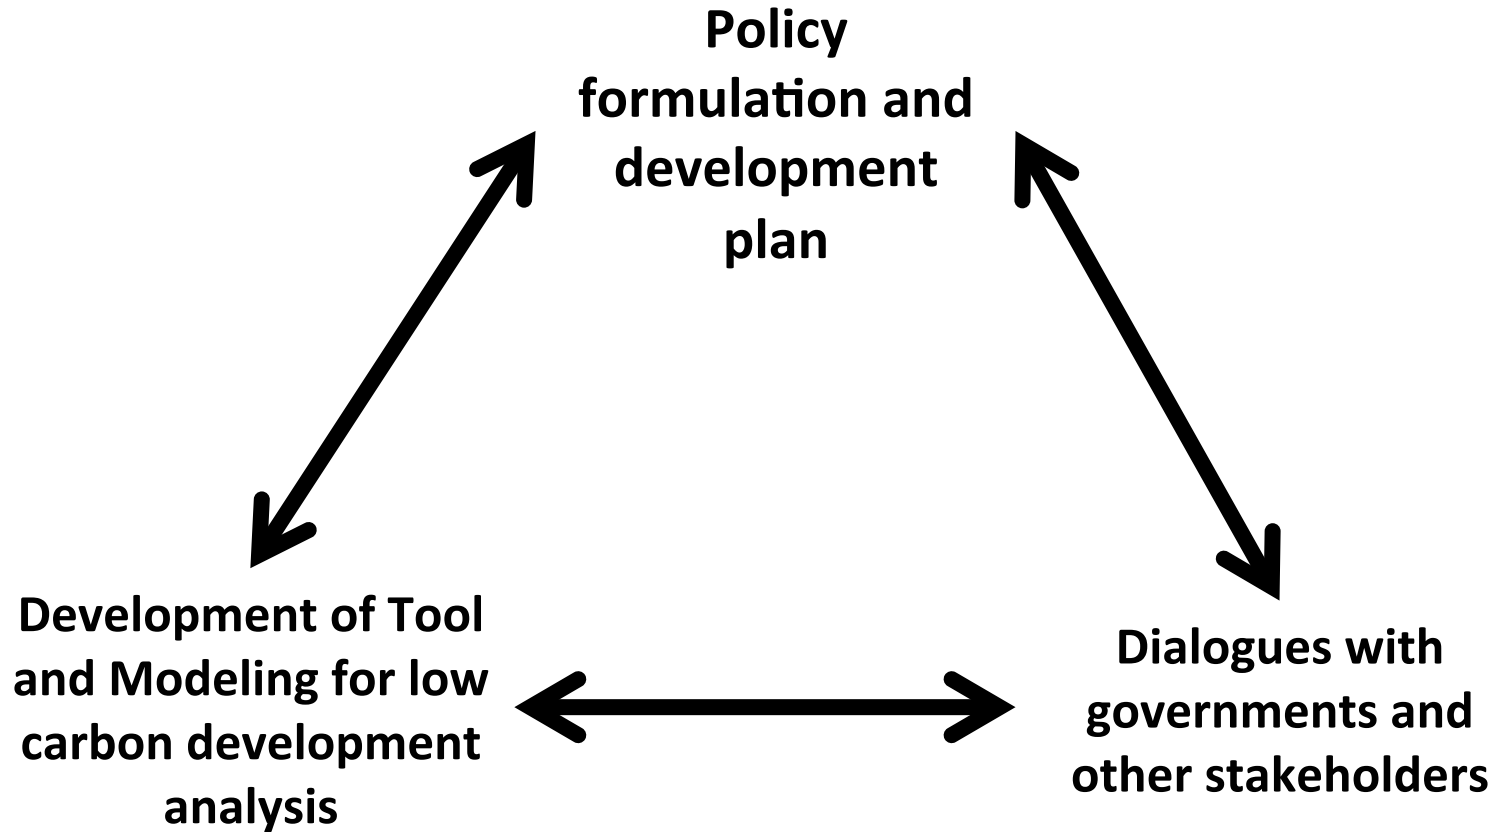 Policy
formulation and
development
plan
Development of Tool
and Modeling for low
carbon development
analysis
Dialogues with
governments and
other stakeholders